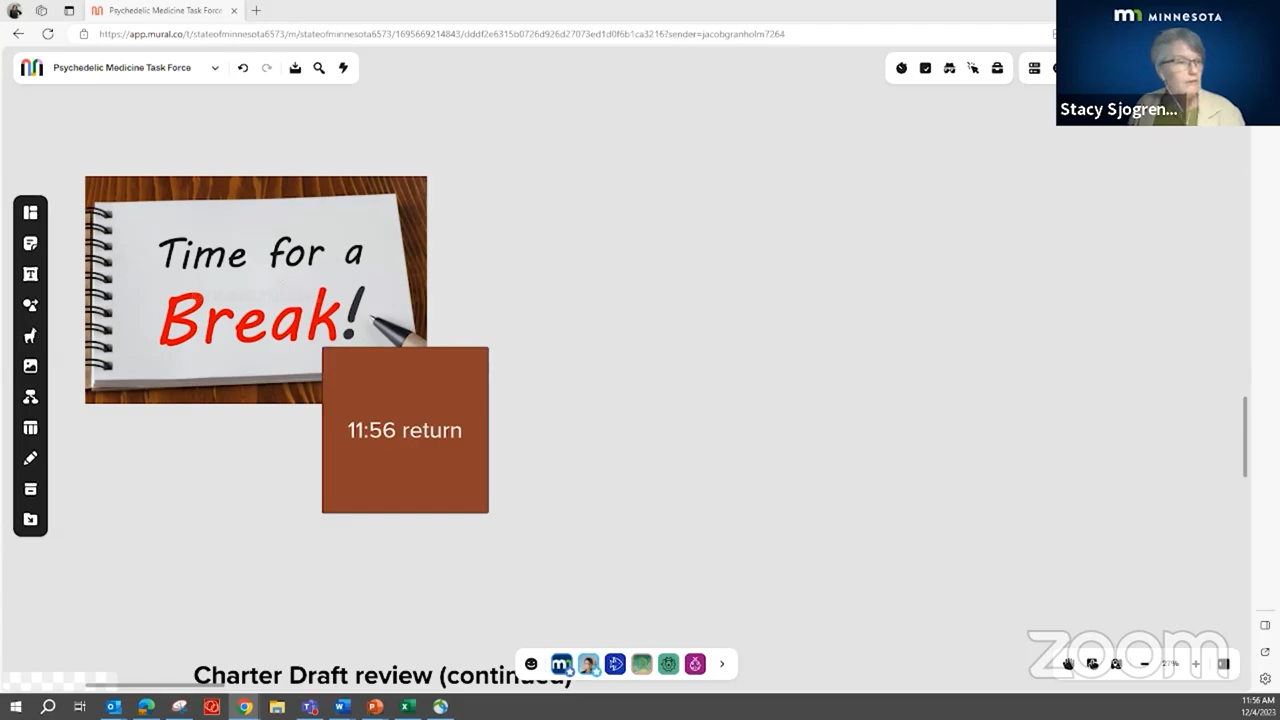 Psychedelic Medicine Task Force
https://app.mural.co/t/stateofminnesota6573/m/stateofminnesota6573/1695669214843/dddf2e6315b0726d926d27073ed1d0f6b1ca3216?sender=jacobgranholm7264
Psychedelic Medicine Task Force
MINNESOTA
Stacy Sjogren...
Time for a
Break!
11:56 return
Charter Draft review (continued)
zoom
27%
11:56 AM
12/4/2023